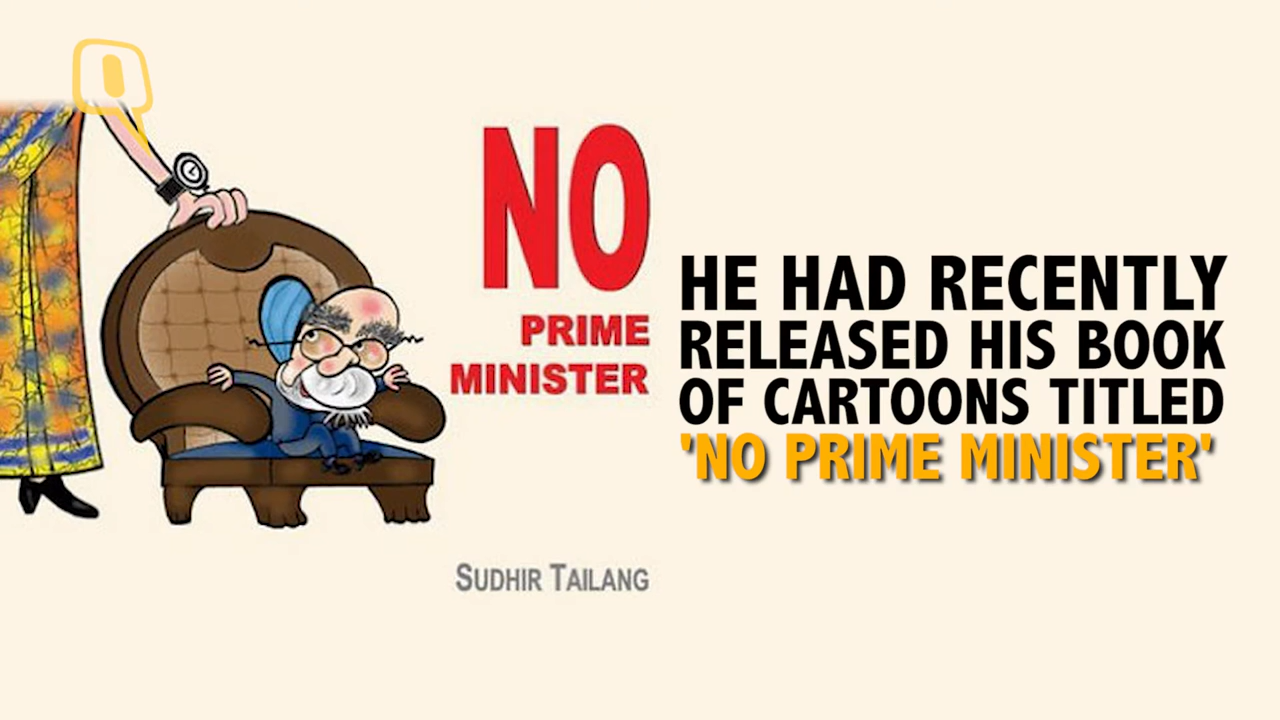 NO
PRIME
MINISTER
SUDHIR TAILANG
HE HAD RECENTLY
RELEASED HIS BOOK
OF CARTOONS TITLED
'NO PRIME MINISTER'